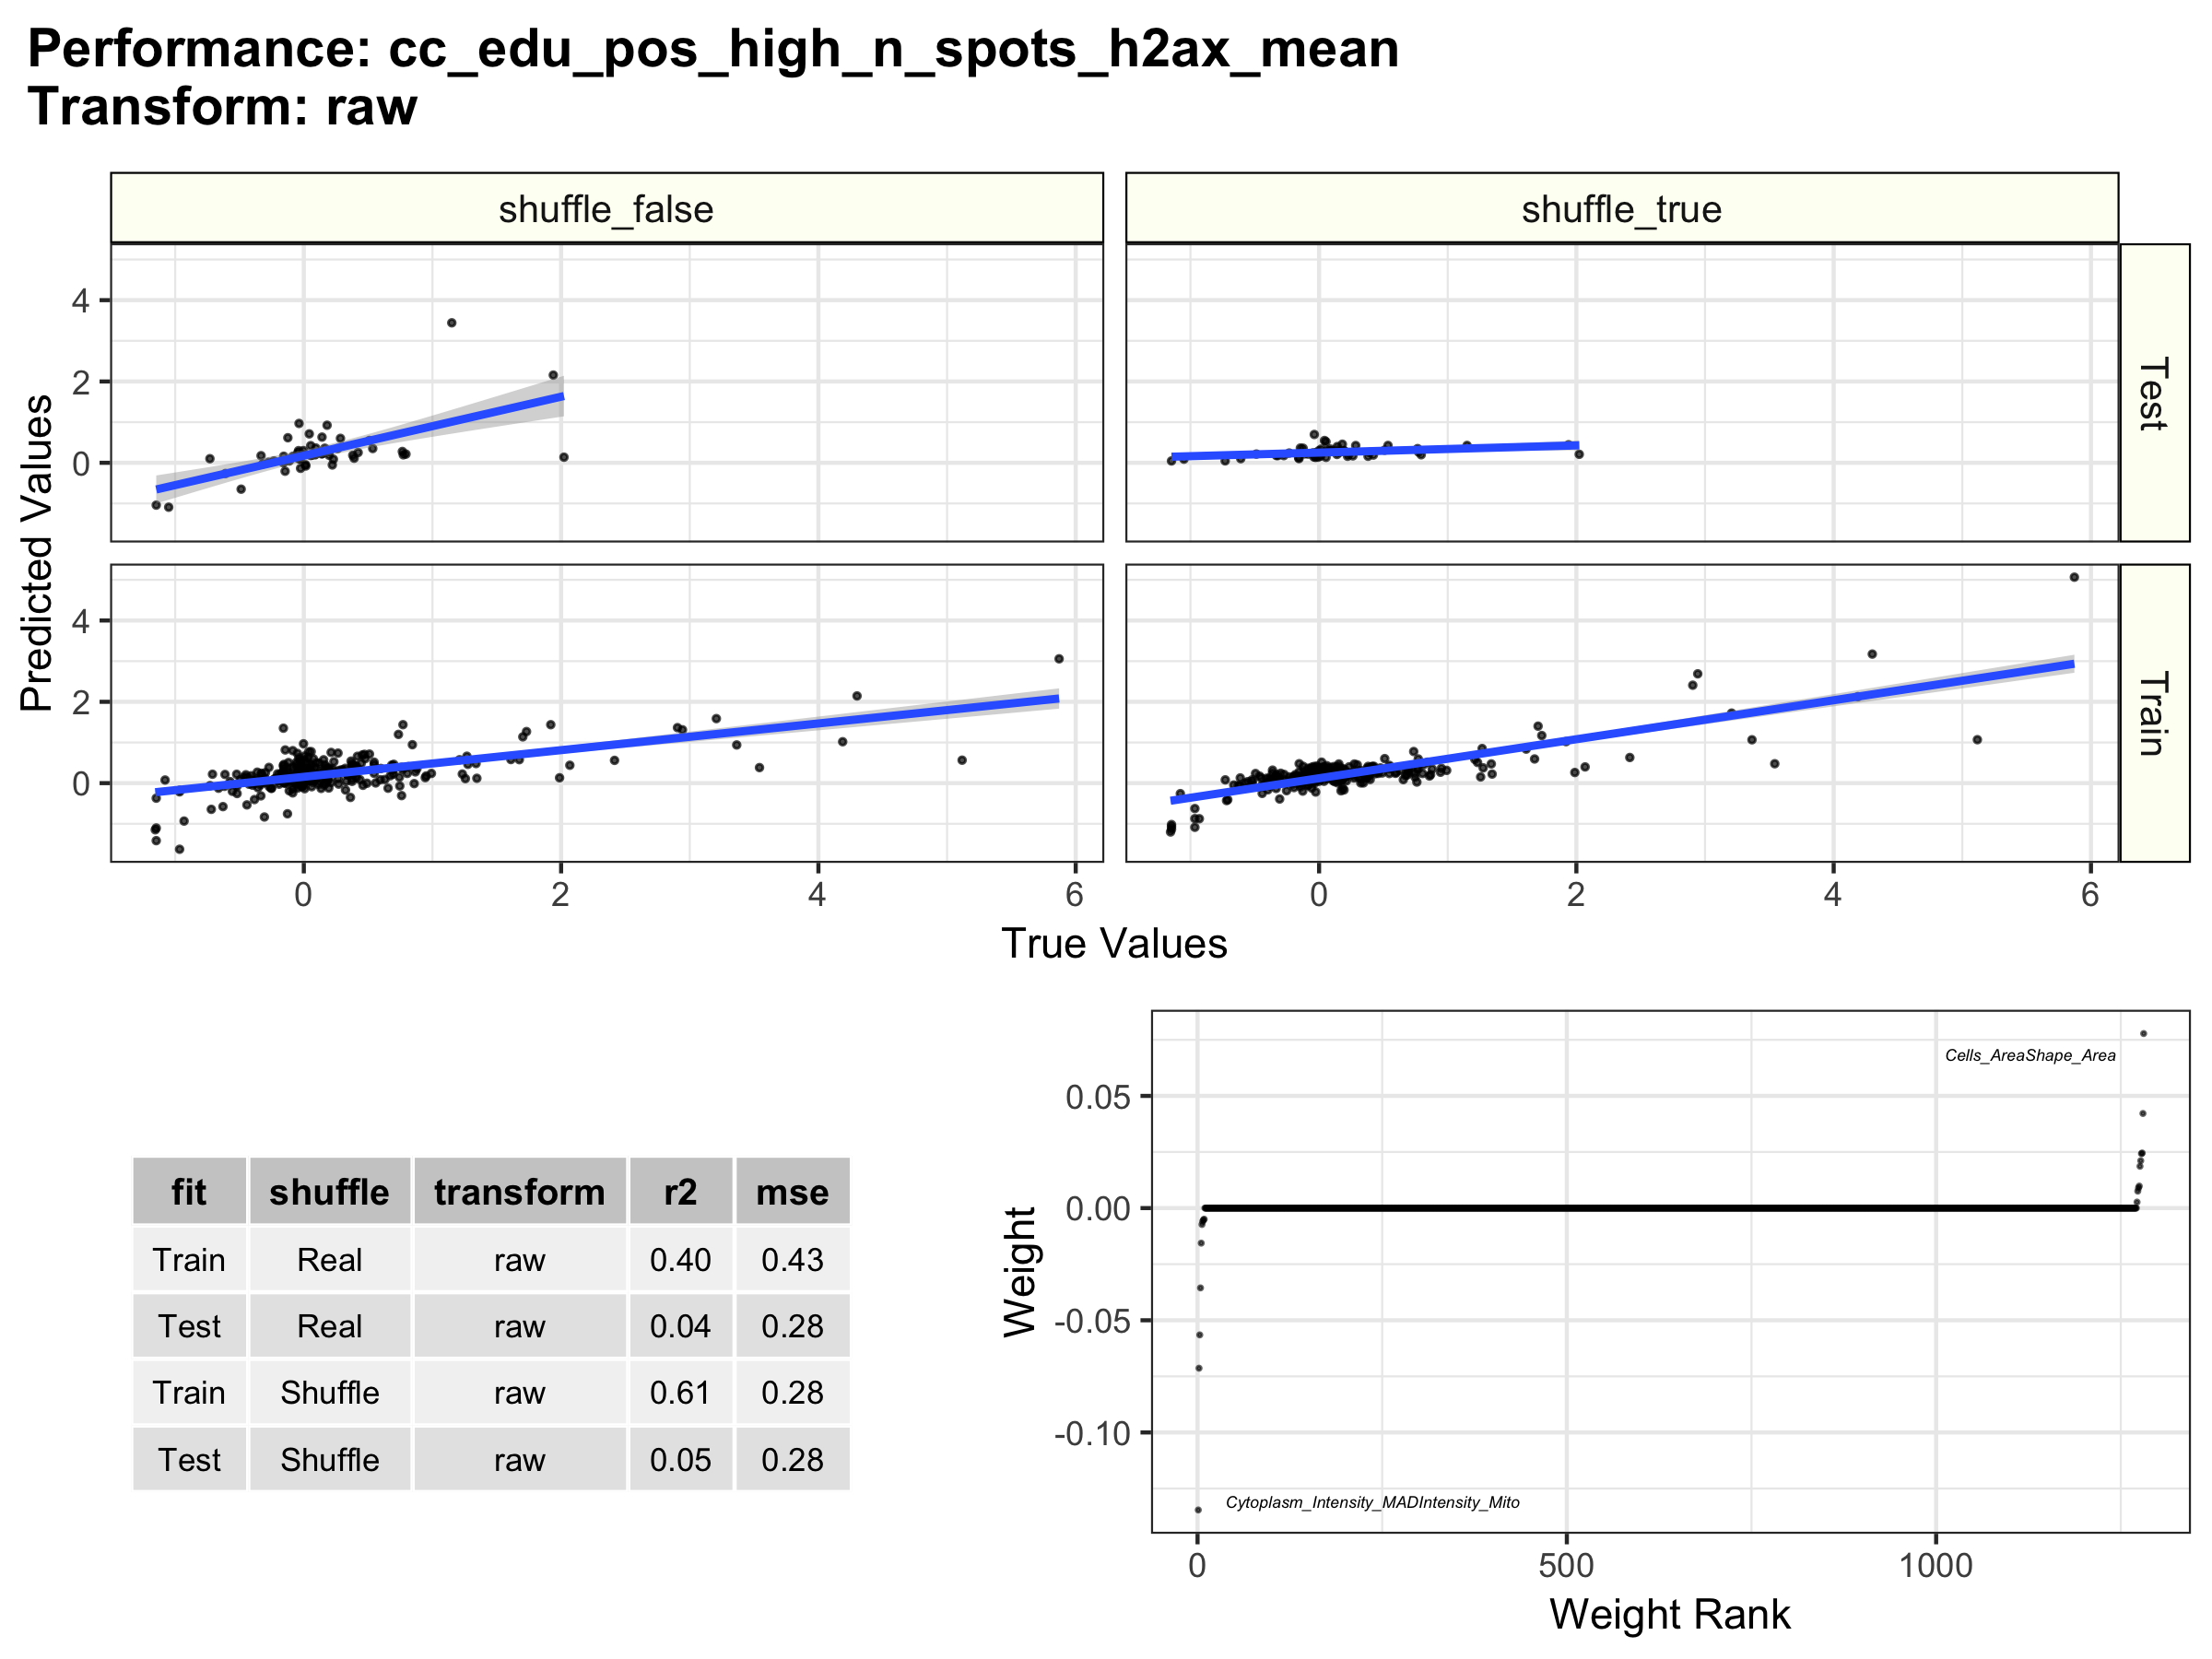 Performance: cc_edu_pos_high_n_spots_h2ax_mean
Transform: raw
shuffle_false
shuffle_true
4
2
0
Test
4
2
0
Train
Predicted Values
0 2 4 6
0 2 4 6
True Values
fit shuffle transform r2 mse
Train Real raw 0.40 0.43
Test Real raw 0.04 0.28
Train Shuffle raw 0.61 0.28
Test Shuffle raw 0.05 0.28
Cells_AreaShape_Area
0.05
0.00
-0.05
-0.10
Weight
Cytoplasm_Intensity_MADIntensity_Mito
0 500 1000
Weight Rank